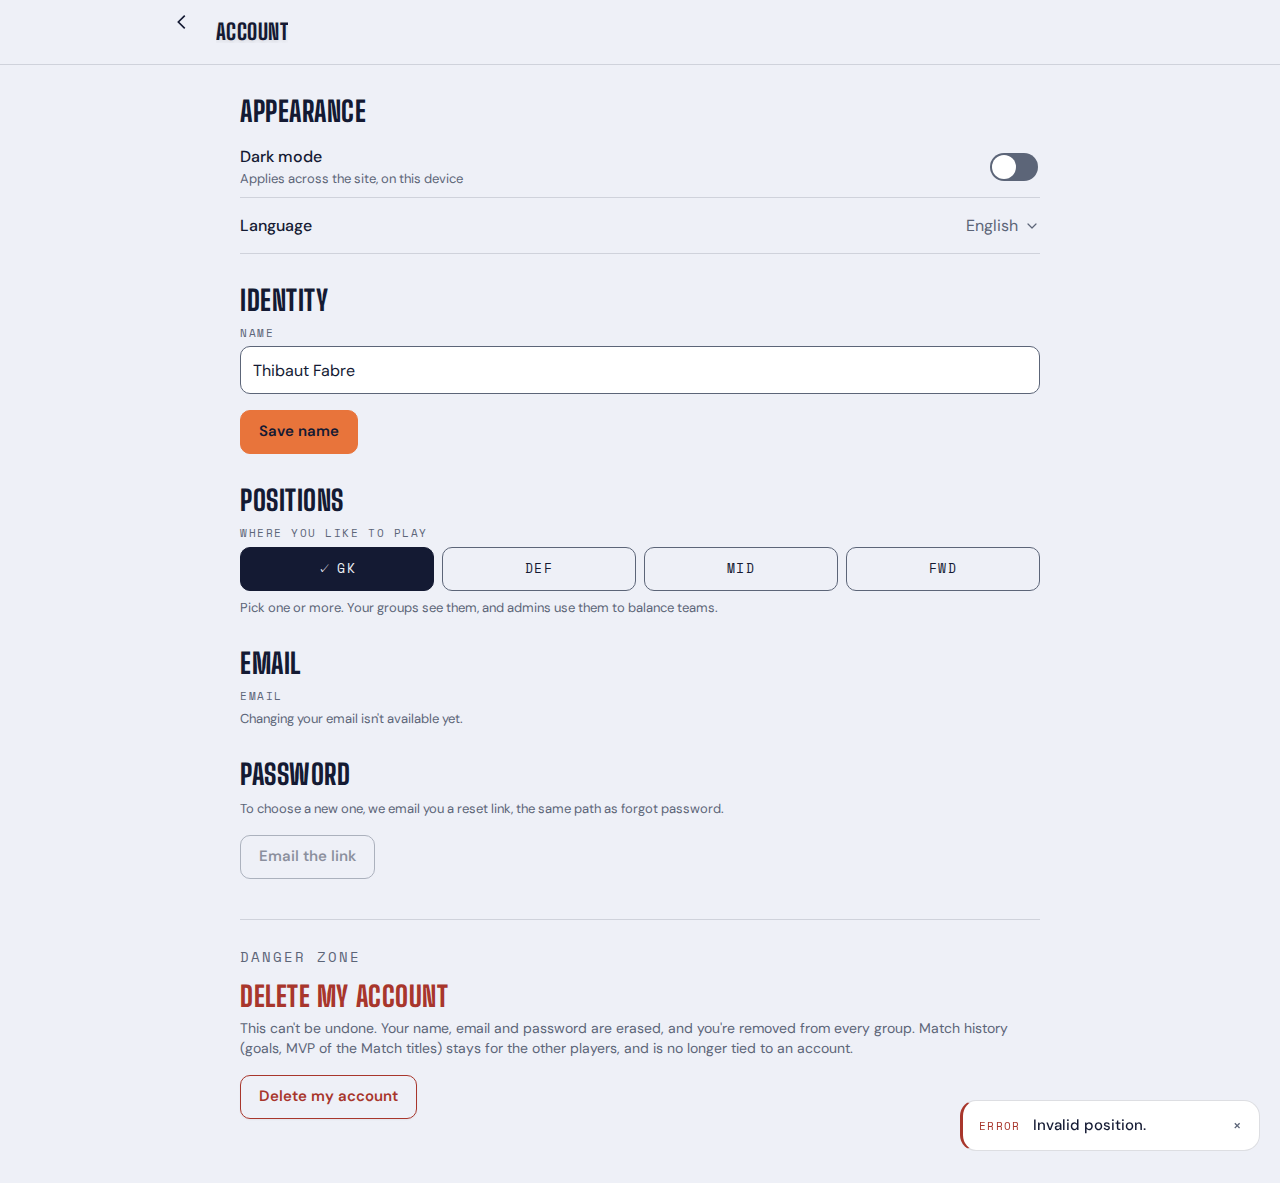 ACCOUNT
APPEARANCE
Dark mode
Applies across the site, on this device
Language
English
IDENTITY
NAME
Thibaut Fabre
Save name
POSITIONS
WHERE YOU LIKE TO PLAY
✓ GK
DEF
MID
FWD
Pick one or more. Your groups see them, and admins use them to balance teams.
EMAIL
EMAIL
Changing your email isn't available yet.
PASSWORD
To choose a new one, we email you a reset link, the same path as forgot password.
Email the link
DANGER ZONE
DELETE MY ACCOUNT
This can't be undone. Your name, email and password are erased, and you're removed from every group. Match history
(goals, MVP of the Match titles) stays for the other players, and is no longer tied to an account.
Delete my account
ERROR Invalid position. ×